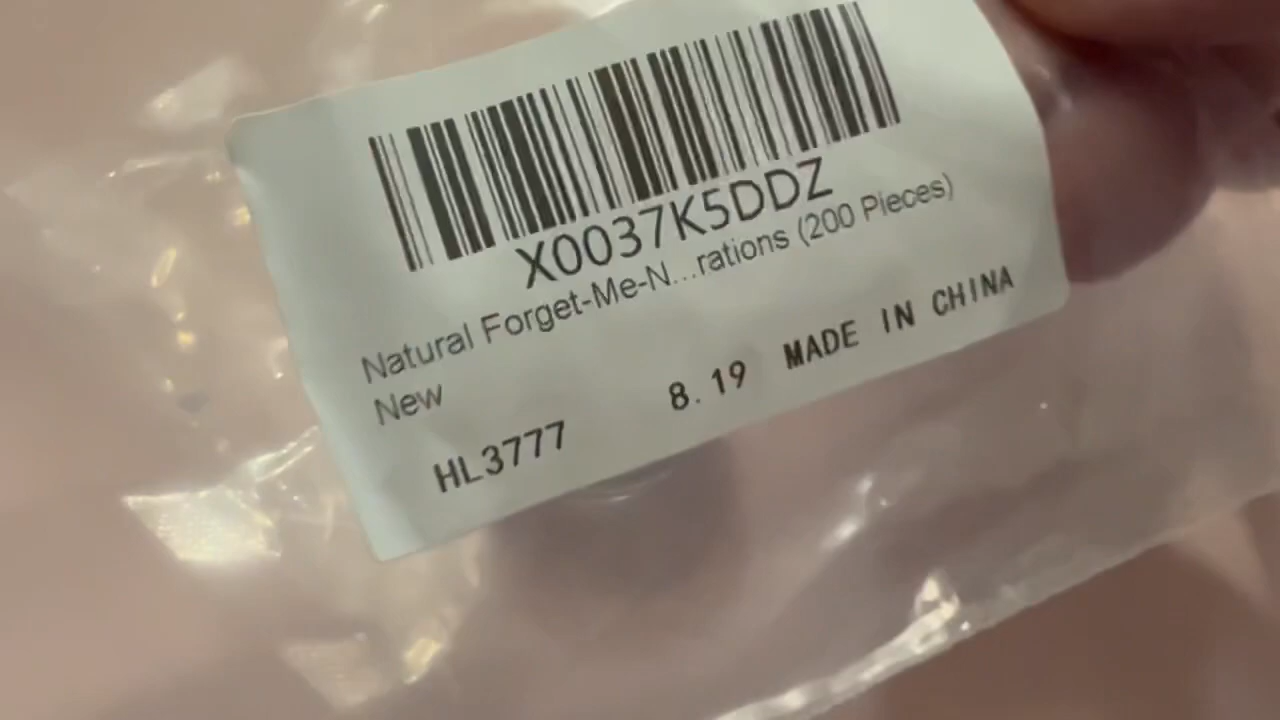 X0037K5DDZ
Natural Forget-Me-N...rations (200 Pieces)
New
HL3777 8.19 MADE IN CHINA